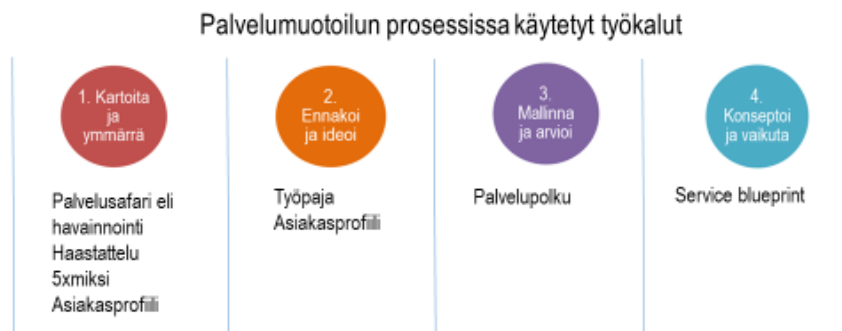 Palvelumuotoilun prosessissa käytetyt työkalut
1. Kartoita
ja
ymmärrä
Palvelusafari eli
havainnointi
Haastattelu
5xmiksi
Asiakasprofiili
2.
Ennakoi
ja ideoi
Työpaja
Asiakasprofiili
3.
Mallinna
ja arvioi
Palvelupolku
4.
Konseptoi
ja vaikuta
Service blueprint